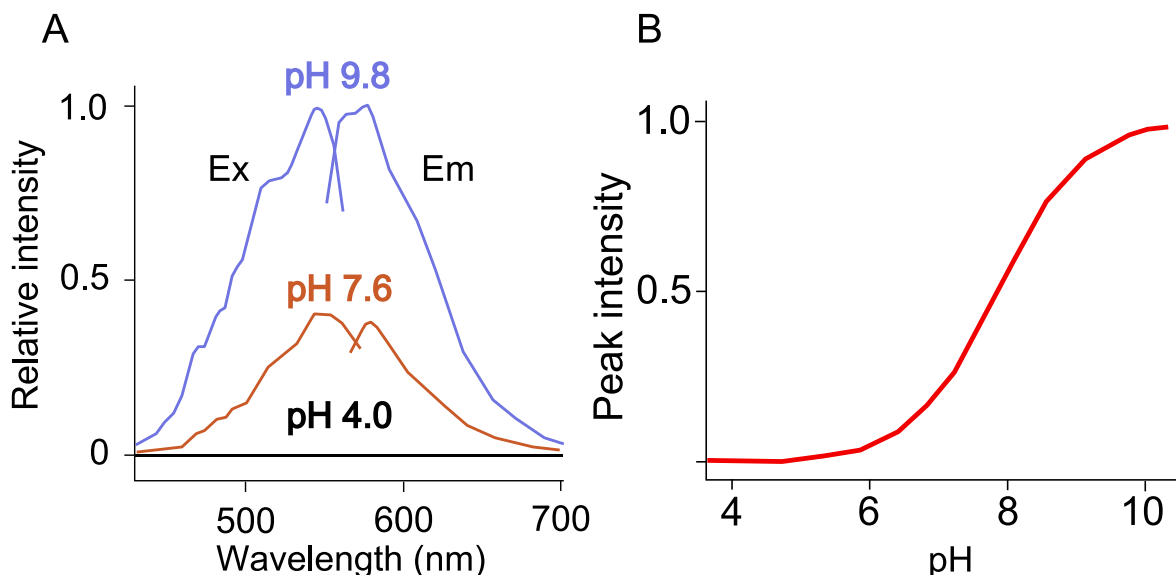 A
pH 9.8
1.0
Ex
Em
Relative intensity
0.5
pH 7.6
pH 4.0
0
500
600
700
Wavelength (nm)
B
1.0
Peak intensity
0.5
4
6
8
10
pH